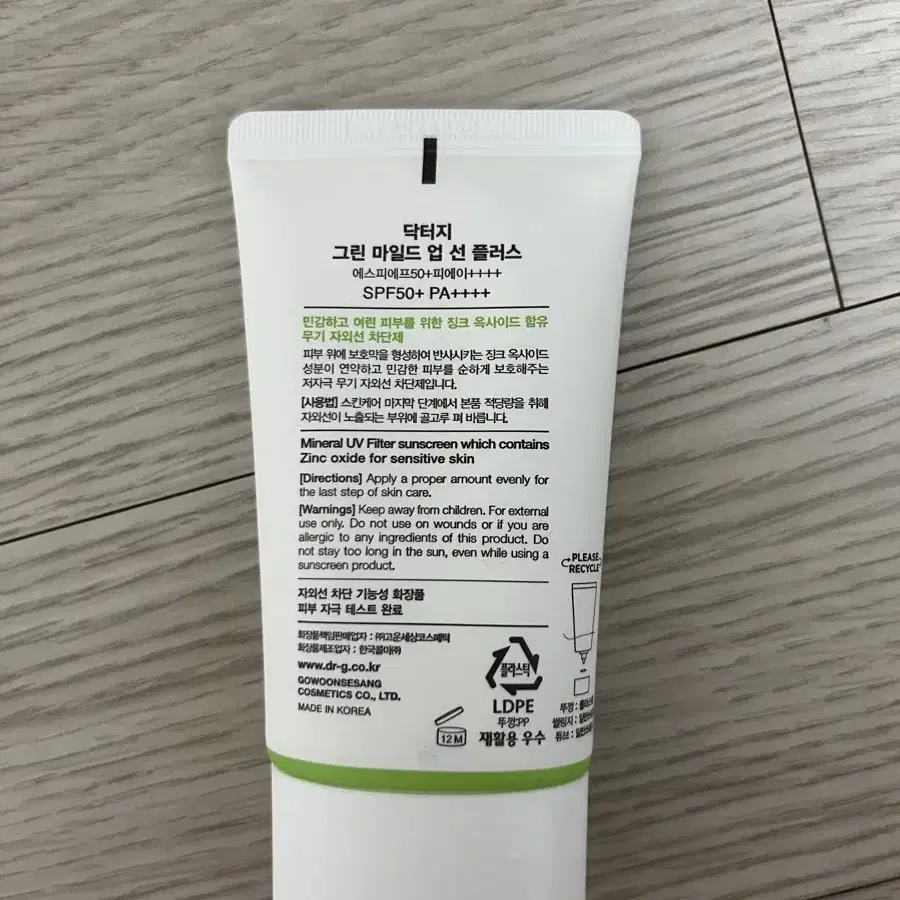 닥터지
그린 마일드 업 선 플러스
에스피에프50+피에이++++
SPF50+ PA++++
민감하고 여린 피부를 위한 징크 옥사이드 함유
무기 자외선 차단제
피부 위에 보호막을 형성하여 반사시키는 징크 옥사이드
성분이 연약하고 민감한 피부를 순하게 보호해주는
저자극 무기 자외선 차단제입니다.
[사용법] 스킨케어 마지막 단계에서 본품 적당량을 취해
자외선이 노출되는 부위에 골고루 펴 바릅니다.
Mineral UV Filter sunscreen which contains
Zinc oxide for sensitive skin
[Directions] Apply a proper amount evenly for
the last step of skin care.
[Warnings] Keep away from children. For external
use only. Do not use on wounds or if you are
allergic to any ingredients of this product. Do
not stay too long in the sun, even while using a
sunscreen product.
자외선 차단 기능성 화장품
피부 자극 테스트 완료
화장품책임판매업자 : ㈜고운세상코스메틱
화장품제조업자 : 한국콜마㈜
www.dr-g.co.kr
GOWOONSESANG
COSMETICS CO., LTD.
MADE IN KOREA
12M
플라스틱
LDPE
뚜껑:PP
재활용 우수
PLEASE
RECYCLE
뚜껑 :
씰링지 :
튜브 :